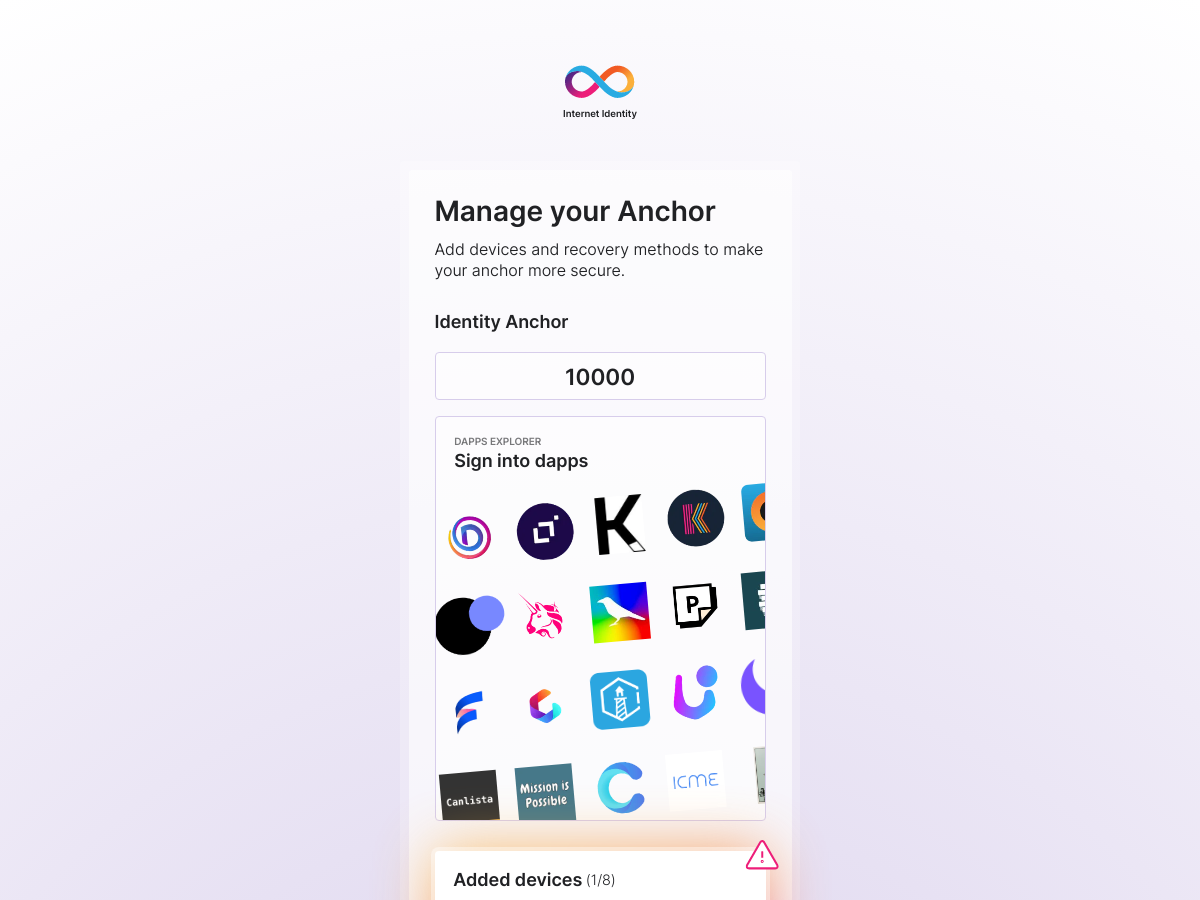 Internet Identity
Manage your Anchor
Add devices and recovery methods to make
your anchor more secure.
Identity Anchor
10000
DAPPS EXPLORER
Sign into dapps
D
K
K
P
Canlista
Mission is
Possible
C
ICME
Added devices (1/8)